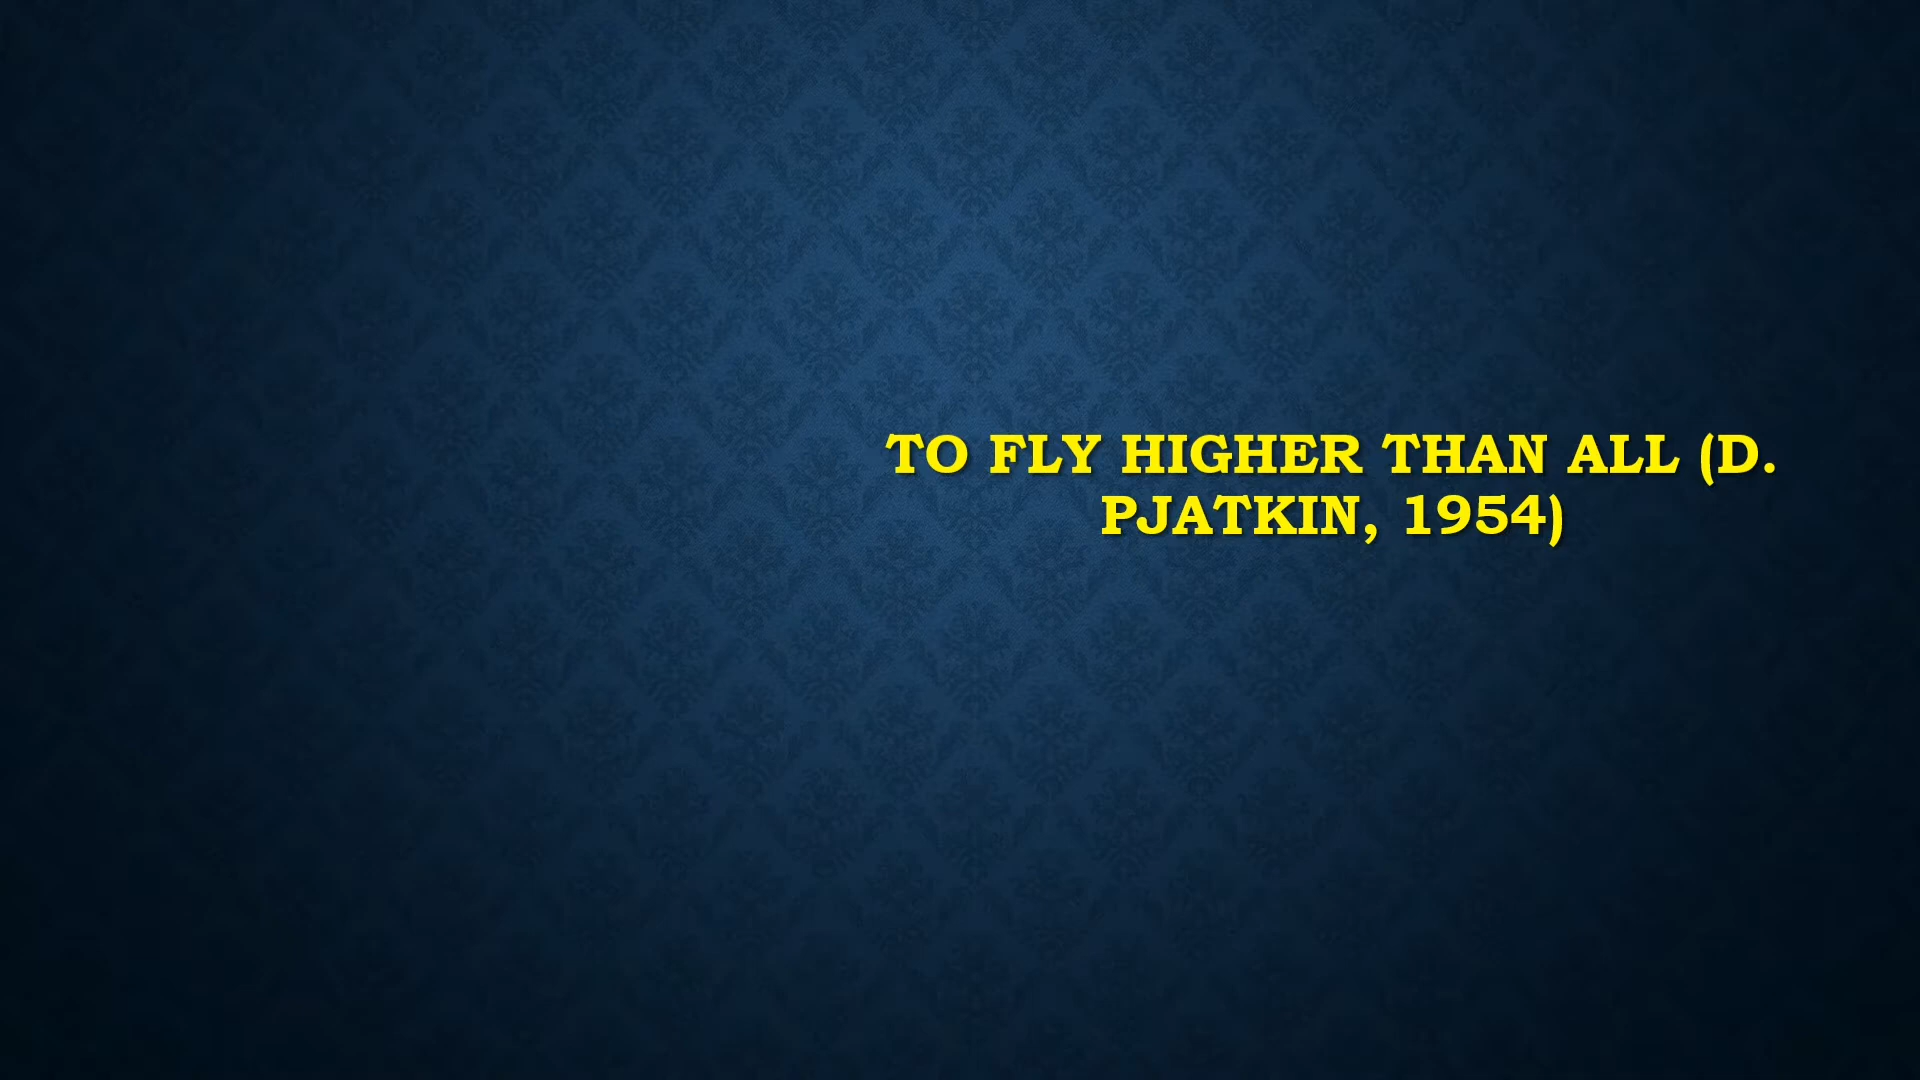 TO FLY HIGHER THAN ALL (D.
PJATKIN, 1954)